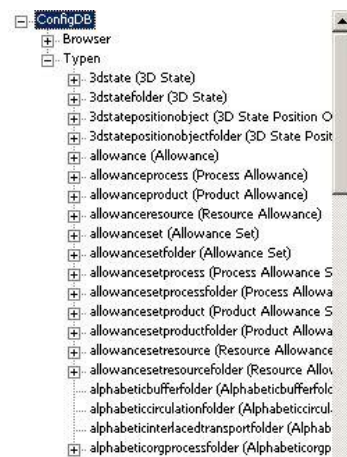 ConfigDB
Browser
Typen
3dstate (3D State)
3dstatefolder (3D State)
3dstatepositionobject (3D State Position O
3dstatepositionobjectfolder (3D State Posit
allowance (Allowance)
allowanceprocess (Process Allowance)
allowanceproduct (Product Allowance)
allowanceresource (Resource Allowance)
allowanceset (Allowance Set)
allowancesetfolder (Allowance Set)
allowancesetprocess (Process Allowance S
allowancesetprocessfolder (Process Allowa
allowancesetproduct (Product Allowance S
allowancesetproductfolder (Product Allowa
allowancesetresource (Resource Allowance
allowancesetresourcefolder (Resource Allow
alphabeticbufferfolder (Alphabeticbufferfolc
alphabeticcirculationfolder (Alphabeticcircul
alphabeticinterlacedtransportfolder (Alphab
alphabeticorgprocessfolder (Alphabeticorgp